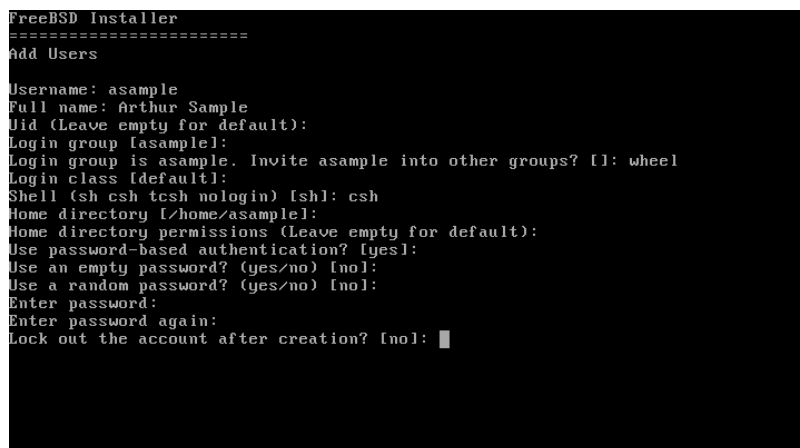 FreeBSD Installer
========================
Add Users
Username: asample
Full name: Arthur Sample
Uid (Leave empty for default):
Login group [asample]:
Login group is asample. Invite asample into other groups? []: wheel
Login class [default]:
Shell (sh csh tcsh nologin) [sh]: csh
Home directory [/home/asample]:
Home directory permissions (Leave empty for default):
Use password-based authentication? [yes]:
Use an empty password? (yes/no) [no]:
Use a random password? (yes/no) [no]:
Enter password:
Enter password again:
Lock out the account after creation? [no]: